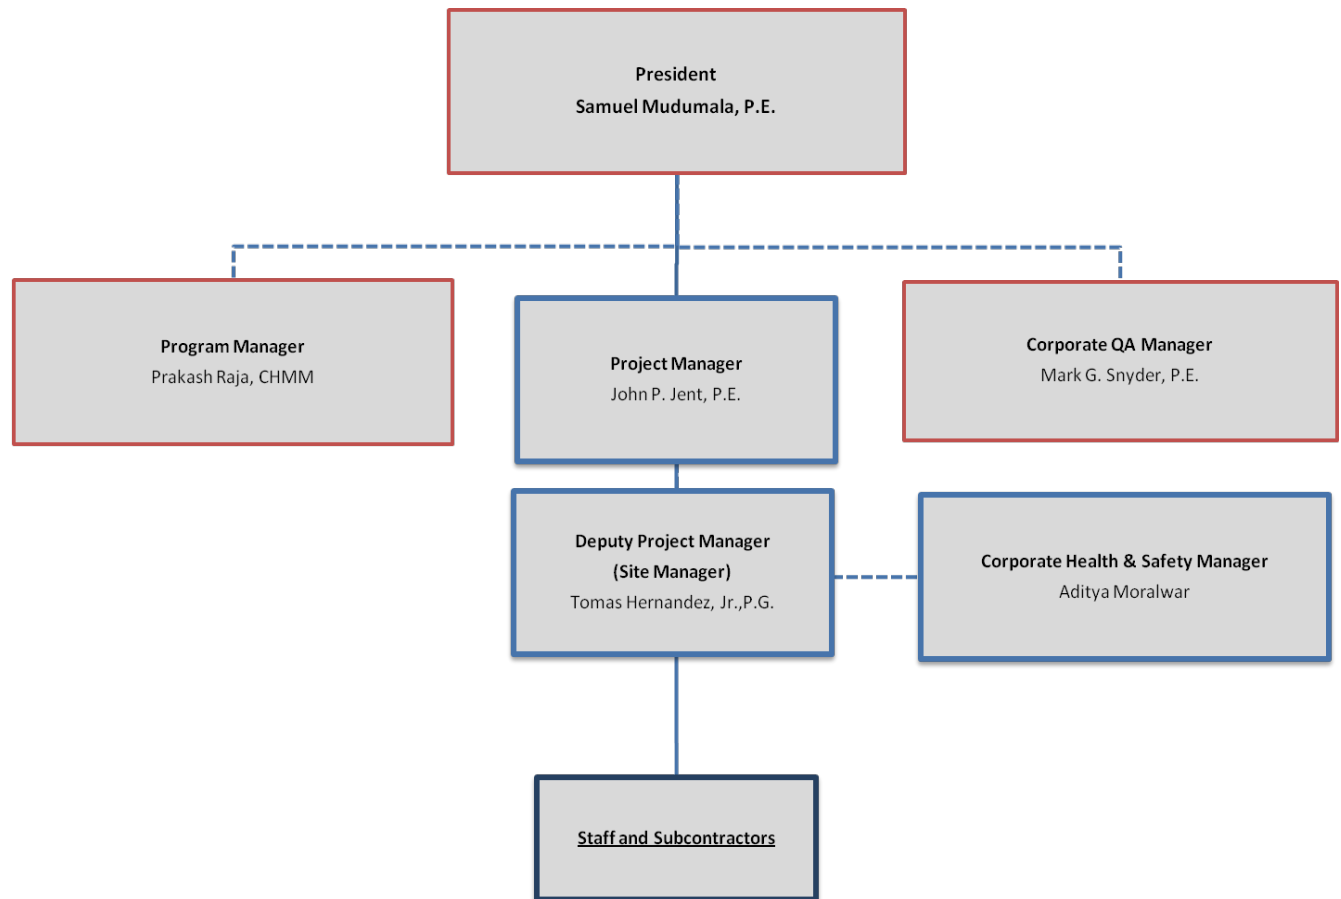 President
Samuel Mudumala, P.E.
Program Manager
Prakash Raja, CHMM
Project Manager
John P. Jent, P.E.
Corporate QA Manager
Mark G. Snyder, P.E.
Deputy Project Manager
(Site Manager)
Tomas Hernandez, Jr.,P.G.
Corporate Health & Safety Manager
Aditya Moralwar
Staff and Subcontractors